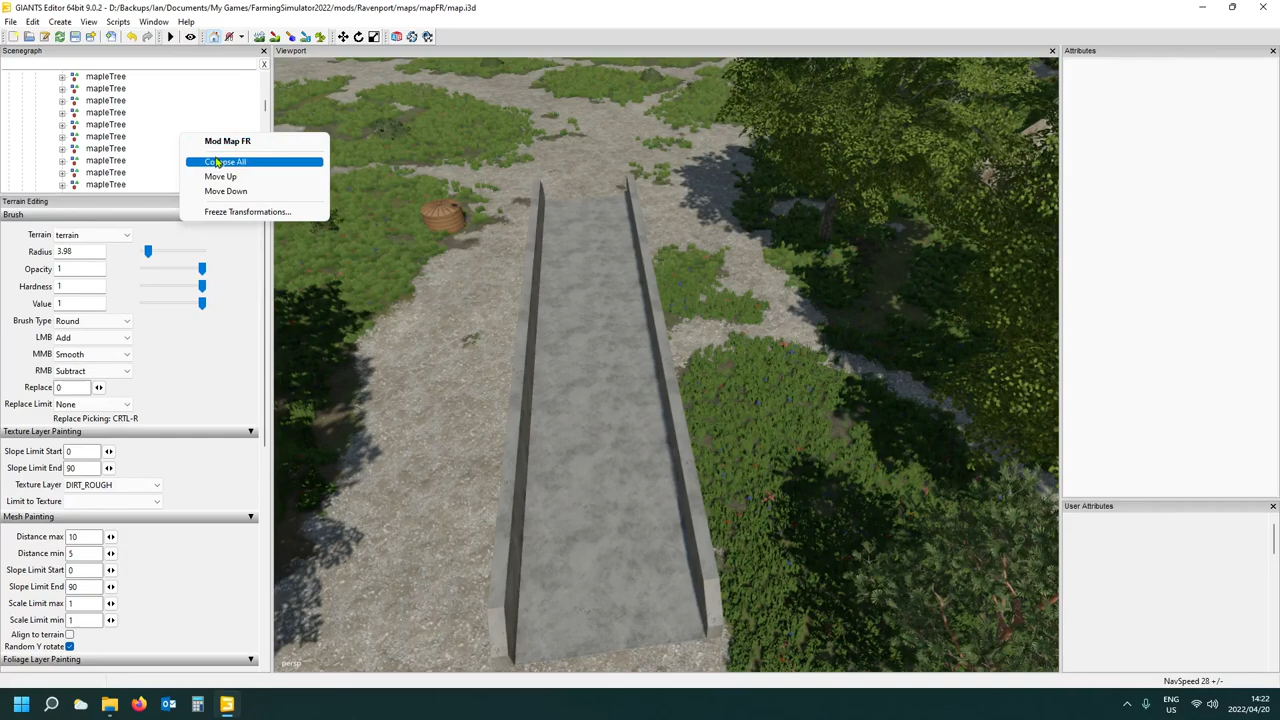 GIANTS Editor 64bit 9.0.2 - D:/Backups/Ian/Documents/My Games/FarmingSimulator2022/mods/Ravenport/maps/mapFR/map.i3d
File Edit Create View Scripts Window Help
Scenegraph
Viewport
Attributes
X
mapleTree
mapleTree
mapleTree
mapleTree
mapleTree
mapleTree
mapleTree
mapleTree
mapleTree
mapleTree
Mod Map FR
Collapse All
Move Up
Move Down
Freeze Transformations...
Terrain Editing
Brush
Terrain terrain
Radius 3.98
Opacity 1
Hardness 1
Value 1
Brush Type Round
LMB Add
MMB Smooth
RMB Subtract
Replace 0
Replace Limit None
Replace Picking: CRTL-R
Texture Layer Painting
Slope Limit Start 0
Slope Limit End 90
Texture Layer DIRT_ROUGH
Limit to Texture
Mesh Painting
Distance max 10
Distance min 5
Slope Limit Start 0
Slope Limit End 90
Scale Limit max 1
Scale Limit min 1
Align to terrain
Random Y rotate
Foliage Layer Painting
persp
User Attributes
NavSpeed 28 +/-
ENG
US
14:22
2022/04/20